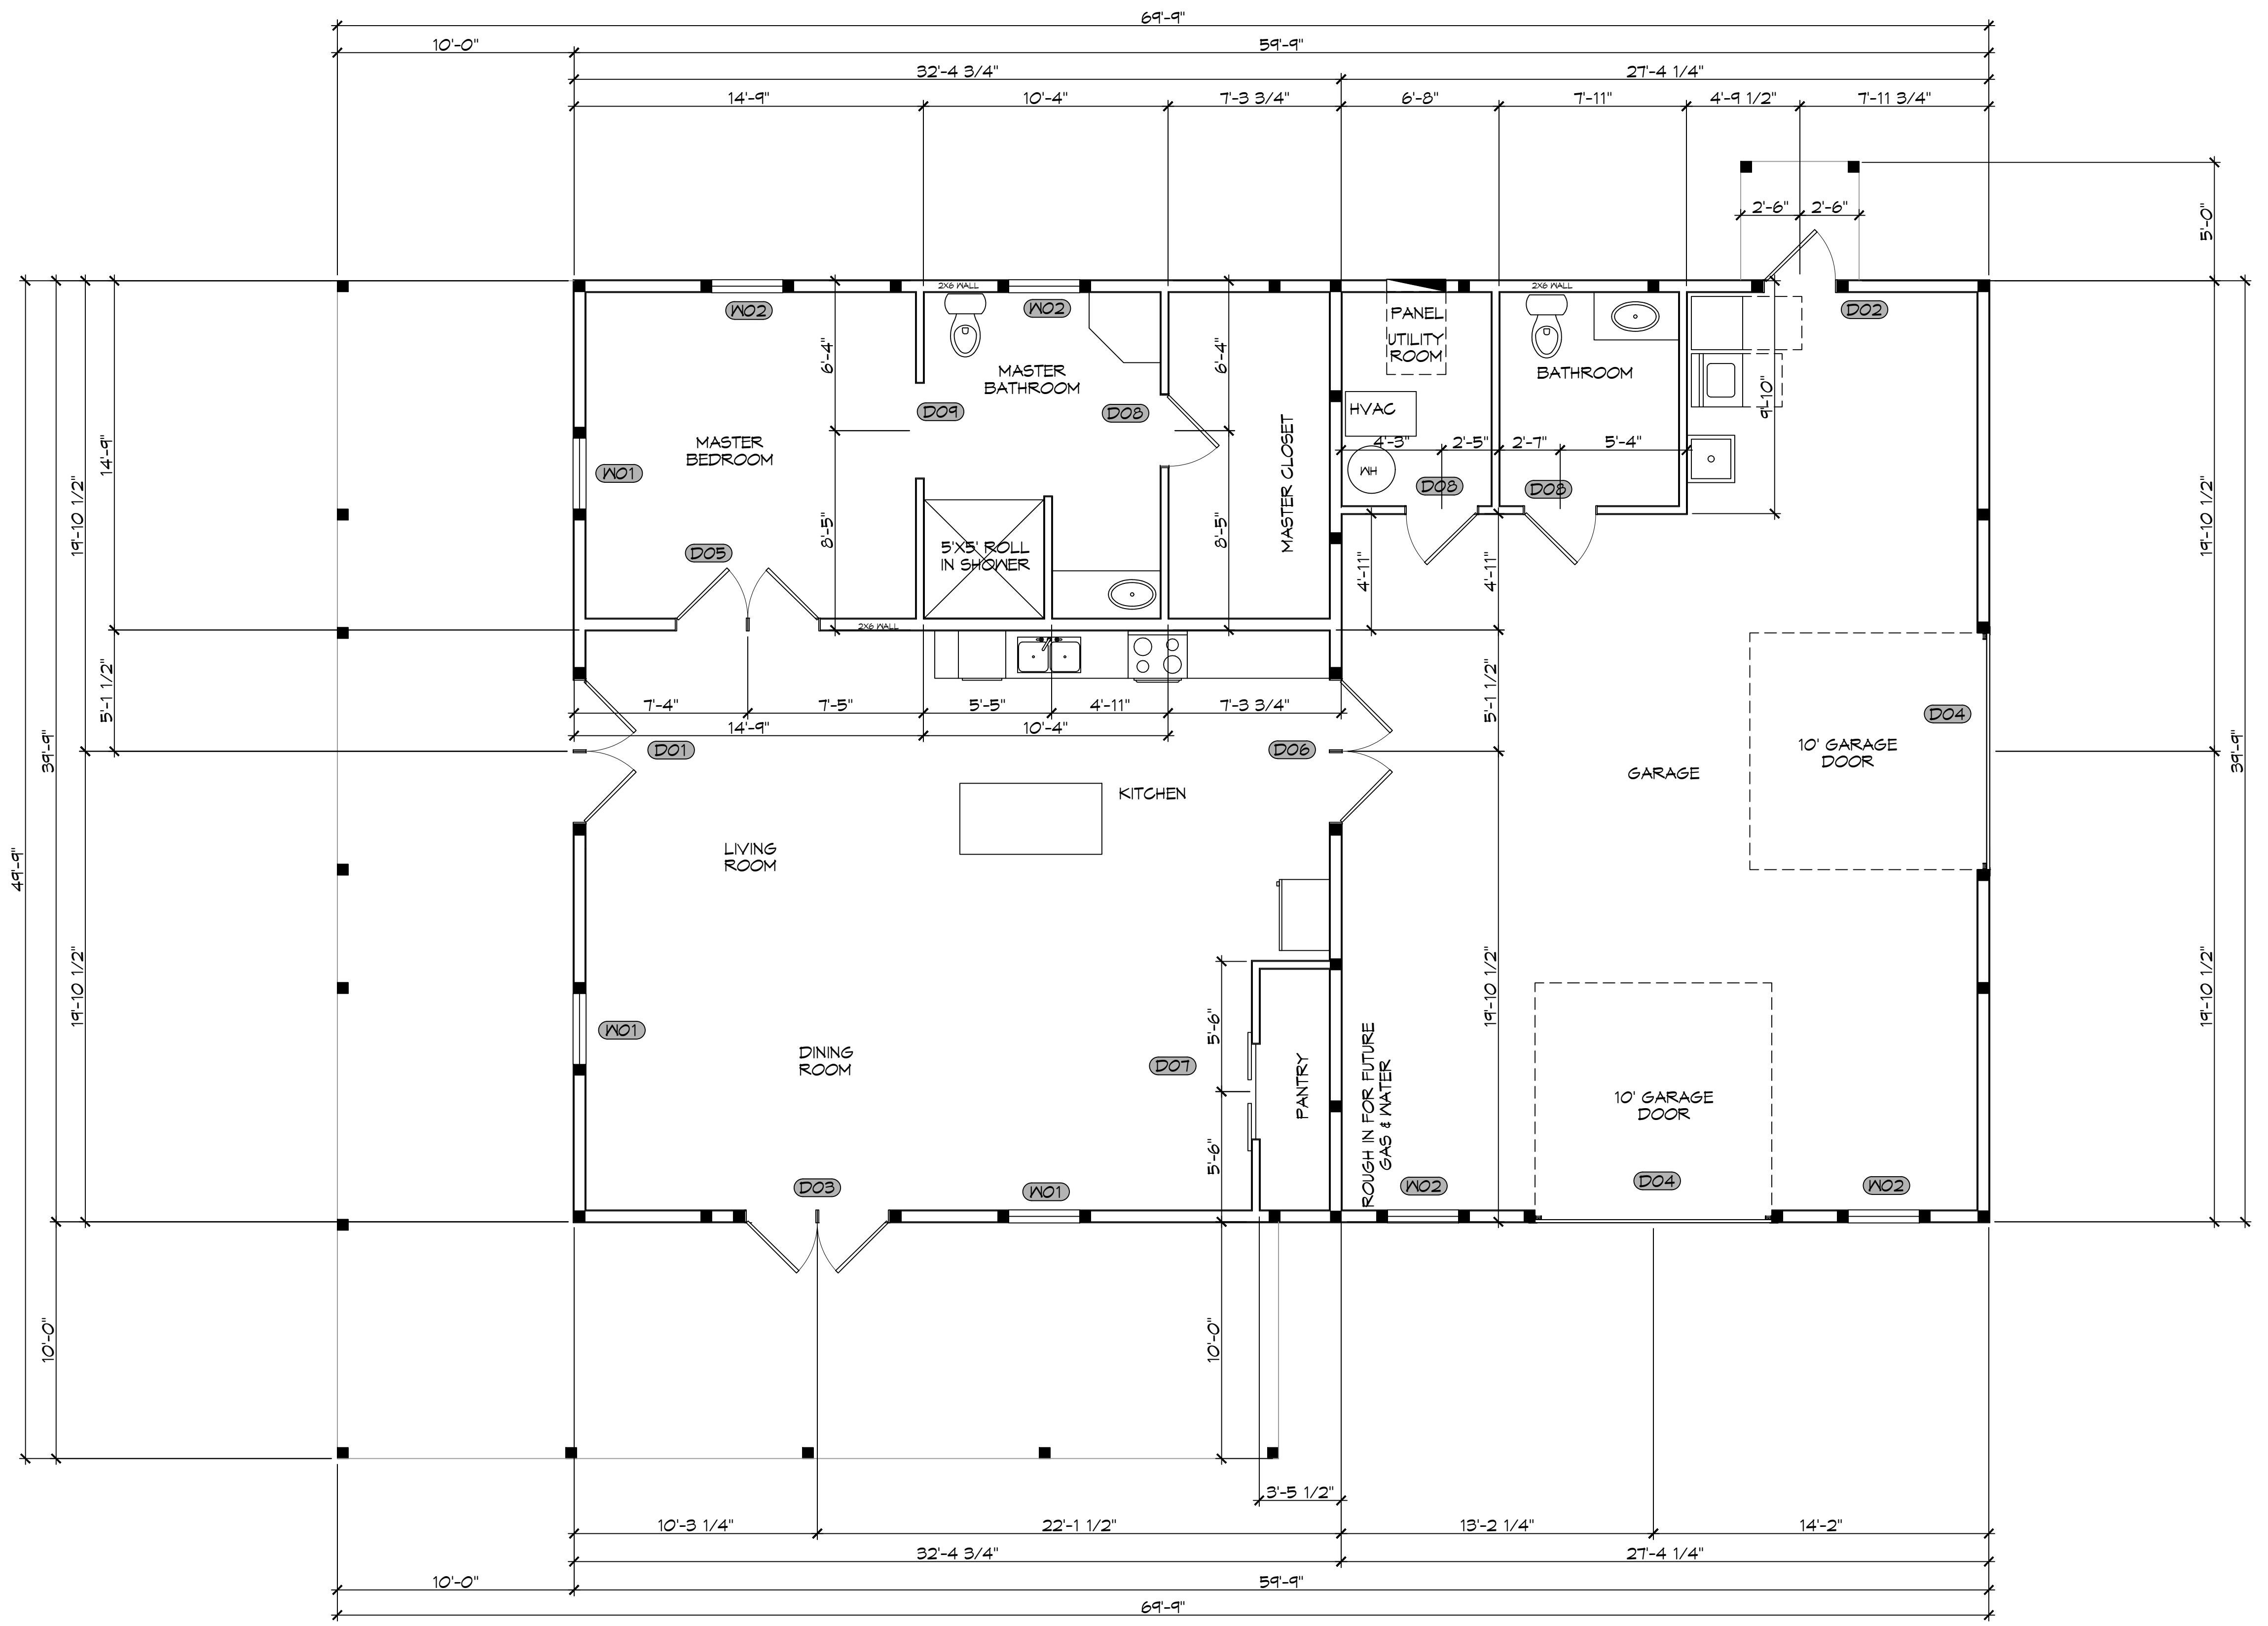 69'-9"
10'-0"
59'-9"
32'-4 3/4"
27'-4 1/4"
14'-9"
10'-4"
7'-3 3/4"
6'-8"
7'-11"
4'-9 1/2"
7'-11 3/4"
2'-6"
2'-6"
5'-0"
2X6 WALL
2X6 WALL
W02
W02
D02
PANEL
UTILITY
ROOM
6'-4"
6'-4"
MASTER
BATHROOM
BATHROOM
D09
D08
HVAC
9'-10"
MASTER
BEDROOM
W01
MASTER CLOSET
4'-3"
2'-5"
2'-7"
5'-4"
WH
D08
D08
14'-9"
19'-10 1/2"
19'-10 1/2"
8'-5"
8'-5"
D05
5'X5' ROLL
IN SHOWER
4'-11"
4'-11"
2X6 WALL
5'-1 1/2"
5'-1 1/2"
7'-4"
7'-5"
5'-5"
4'-11"
7'-3 3/4"
14'-9"
10'-4"
D04
39'-9"
39'-9"
D01
D06
10' GARAGE
DOOR
GARAGE
KITCHEN
LIVING
ROOM
49'-9"
19'-10 1/2"
19'-10 1/2"
19'-10 1/2"
W01
5'-6"
DINING
ROOM
D07
PANTRY
ROUGH IN FOR FUTURE
GAS & WATER
10' GARAGE
DOOR
5'-6"
D03
W01
W02
D04
W02
10'-0"
10'-0"
3'-5 1/2"
10'-3 1/4"
22'-1 1/2"
13'-2 1/4"
14'-2"
32'-4 3/4"
27'-4 1/4"
10'-0"
59'-9"
69'-9"